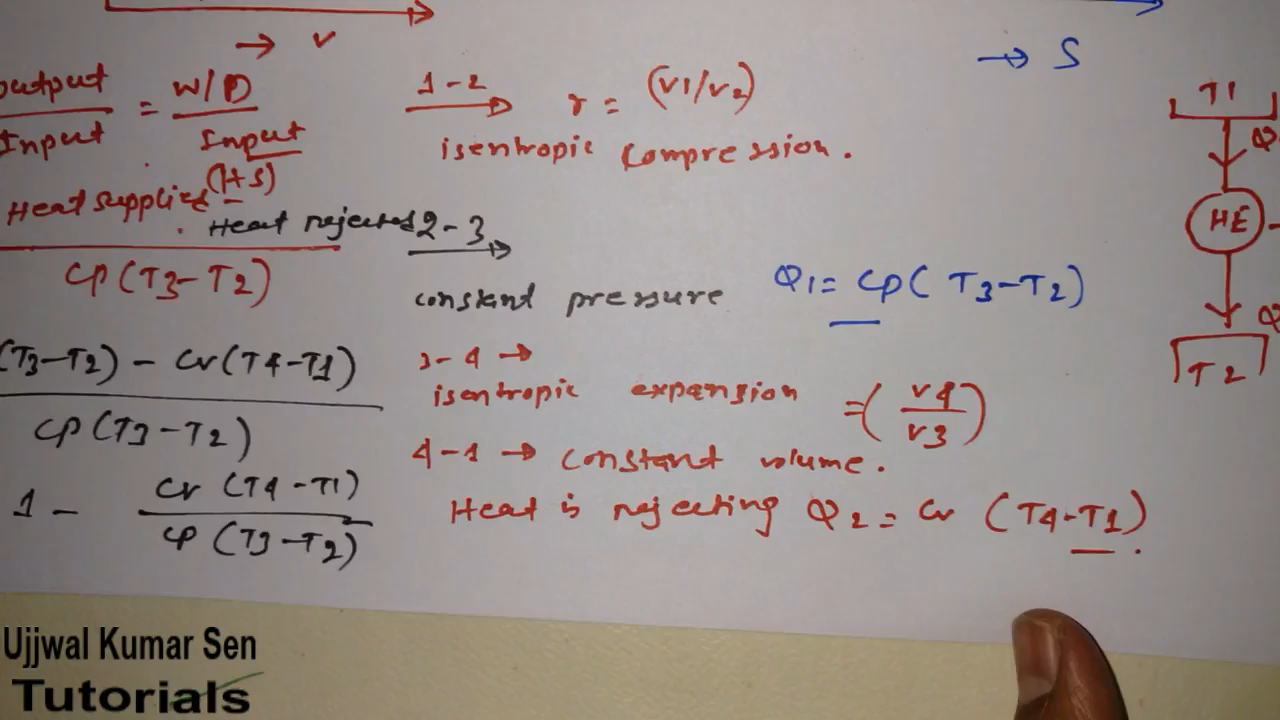 → v
→ S
output / Input = W/D / Input (H S)
Heat supplied - Heat rejected
Cp (T3-T2)
(T3-T2) - Cv (T4-T1)
Cp (T3-T2)
1 - Cv (T4-T1)
Cp (T3-T2)
1-2 → r = (v1/v2)
isentropic compression.
2-3 →
constant pressure Q1 = Cp ( T3-T2)
3-4 →
isentropic expansion = ( v4 / v3 )
4-1 → constant volume.
Heat is rejecting Q2 = Cv (T4-T1).
T1
Q
HE
Q
T2
Ujjwal Kumar Sen
Tutorials